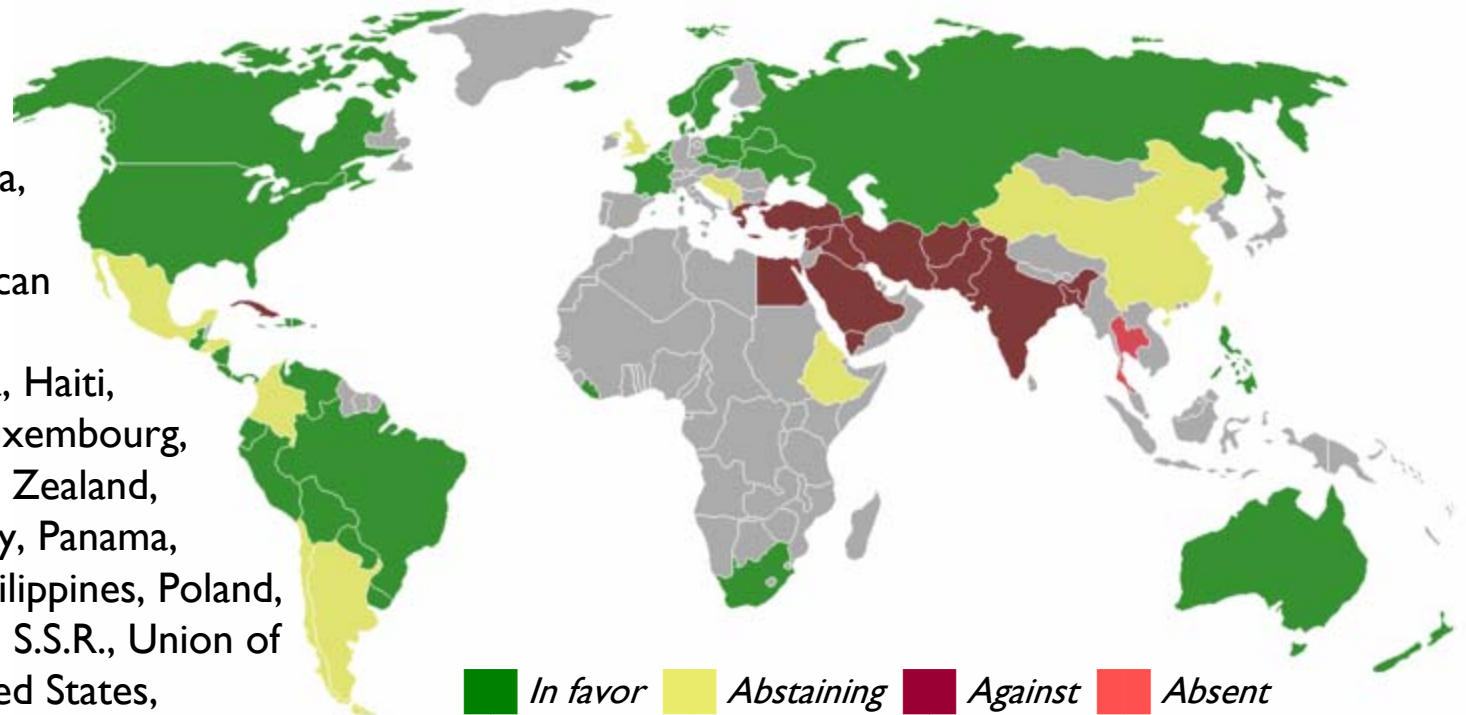 a,
can
, Haiti,
xembourg,
Zealand,
y, Panama,
ilippines, Poland,
S.S.R., Union of
ed States,
In favor Abstaining Against Absent